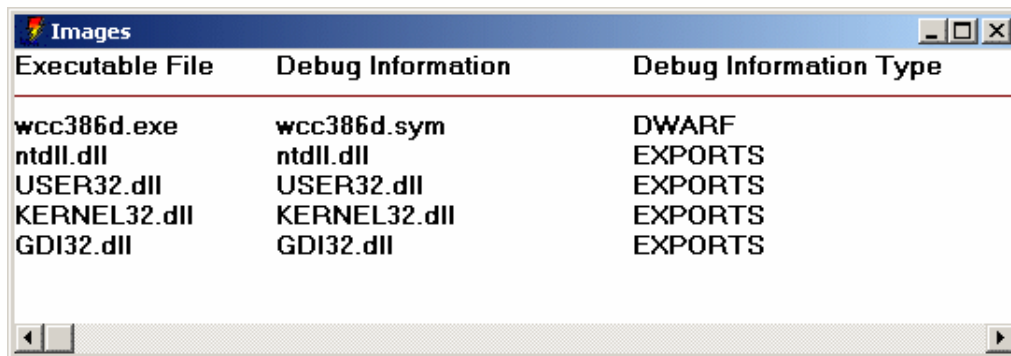 Images
Executable File Debug Information Debug Information Type
wcc386d.exe wcc386d.sym DWARF
ntdll.dll ntdll.dll EXPORTS
USER32.dll USER32.dll EXPORTS
KERNEL32.dll KERNEL32.dll EXPORTS
GDI32.dll GDI32.dll EXPORTS